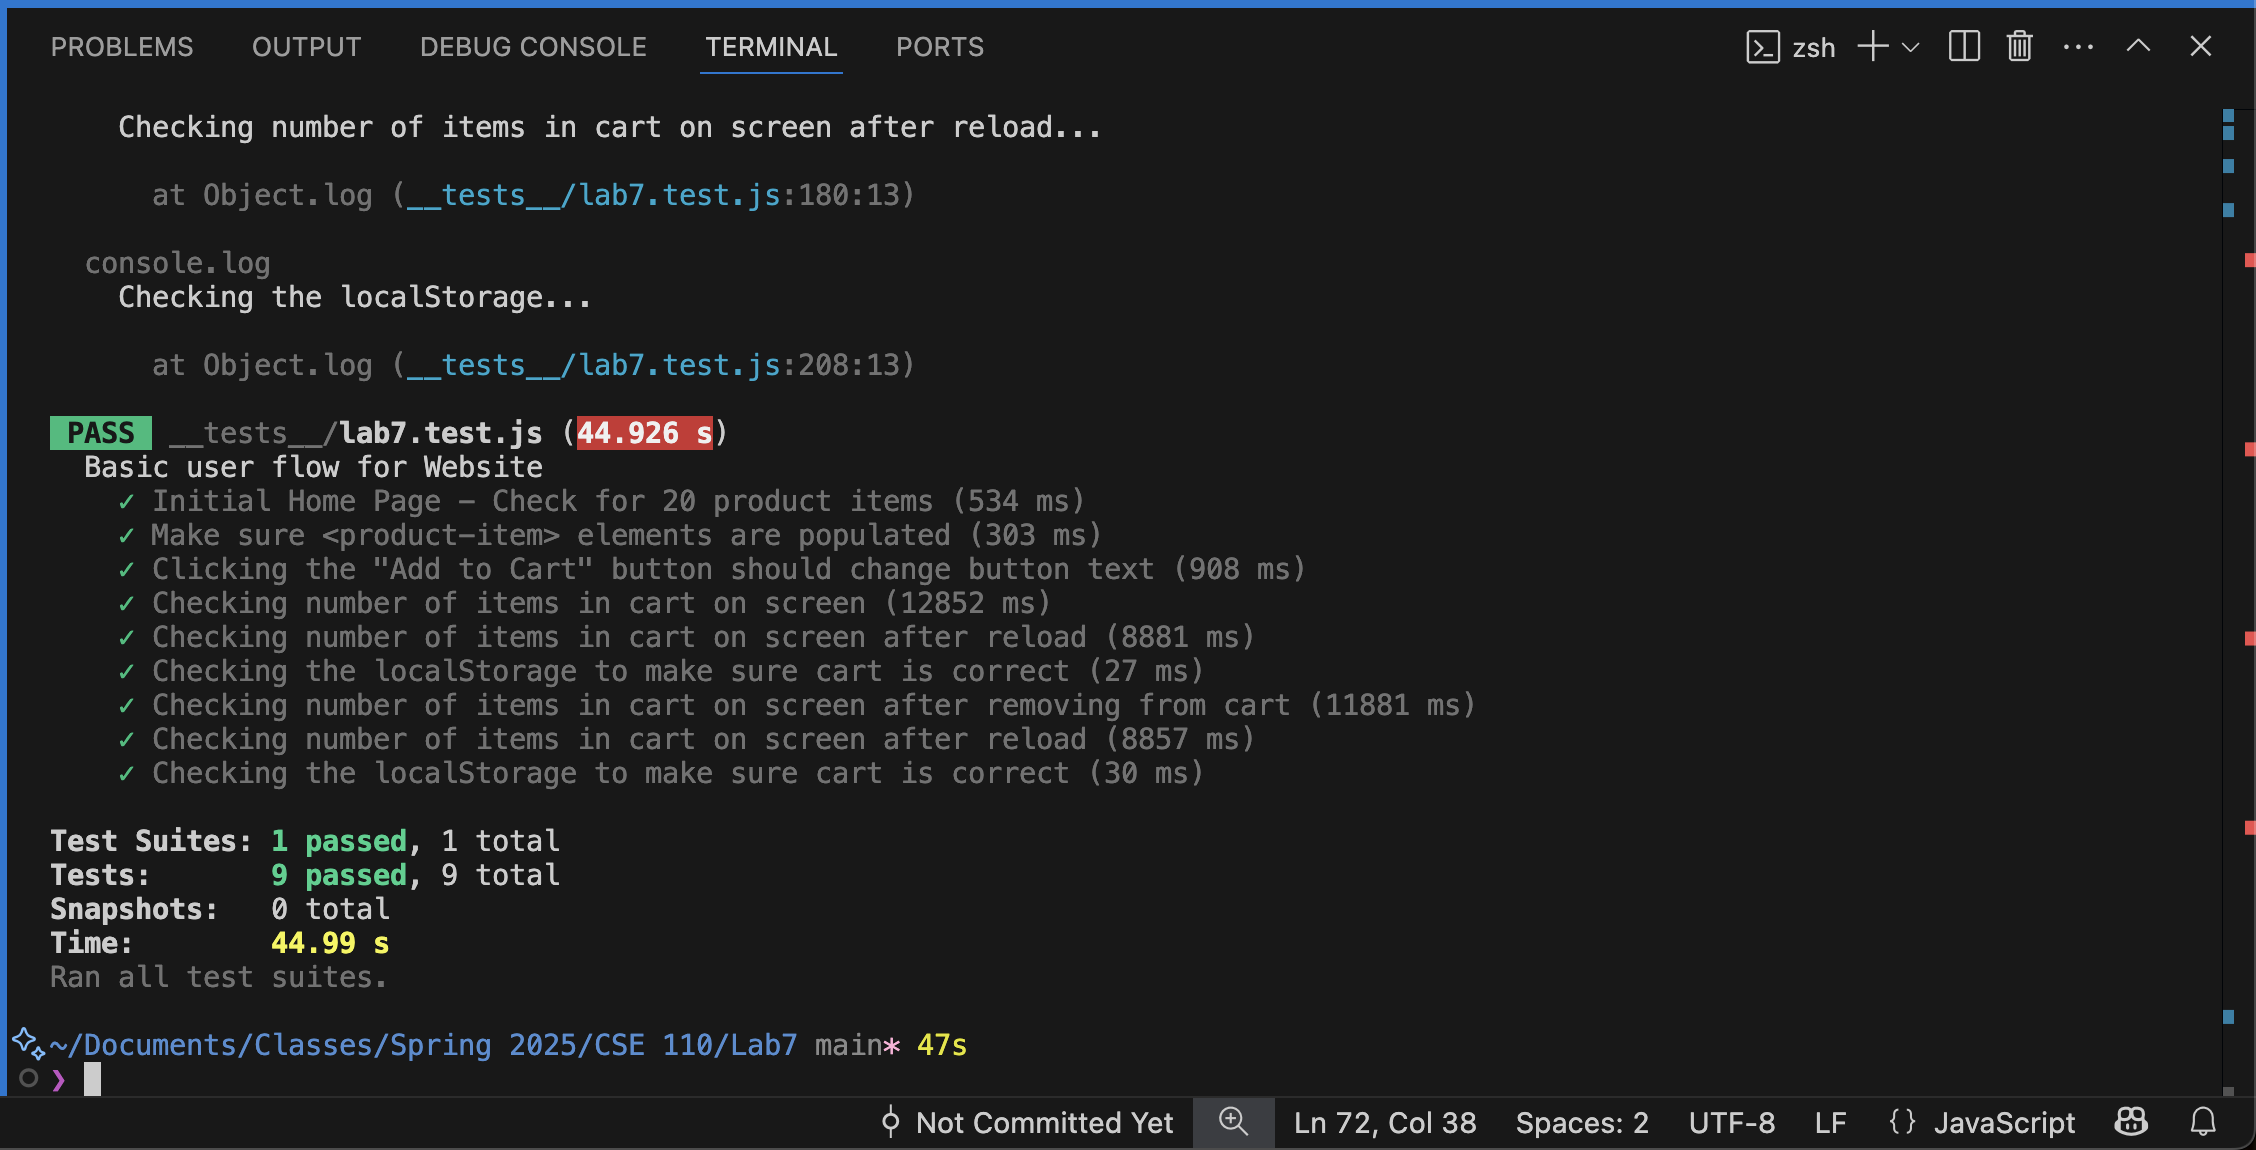 PROBLEMS OUTPUT DEBUG CONSOLE TERMINAL PORTS zsh
Checking number of items in cart on screen after reload...
at Object.log (__tests__/lab7.test.js:180:13)
console.log
Checking the localStorage...
at Object.log (__tests__/lab7.test.js:208:13)
PASS __tests__/lab7.test.js (44.926 s)
Basic user flow for Website
✓ Initial Home Page – Check for 20 product items (534 ms)
✓ Make sure <product-item> elements are populated (303 ms)
✓ Clicking the "Add to Cart" button should change button text (908 ms)
✓ Checking number of items in cart on screen (12852 ms)
✓ Checking number of items in cart on screen after reload (8881 ms)
✓ Checking the localStorage to make sure cart is correct (27 ms)
✓ Checking number of items in cart on screen after removing from cart (11881 ms)
✓ Checking number of items in cart on screen after reload (8857 ms)
✓ Checking the localStorage to make sure cart is correct (30 ms)
Test Suites: 1 passed, 1 total
Tests: 9 passed, 9 total
Snapshots: 0 total
Time: 44.99 s
Ran all test suites.
~/Documents/Classes/Spring 2025/CSE 110/Lab7 main* 47s
❯
Not Committed Yet Ln 72, Col 38 Spaces: 2 UTF-8 LF {} JavaScript